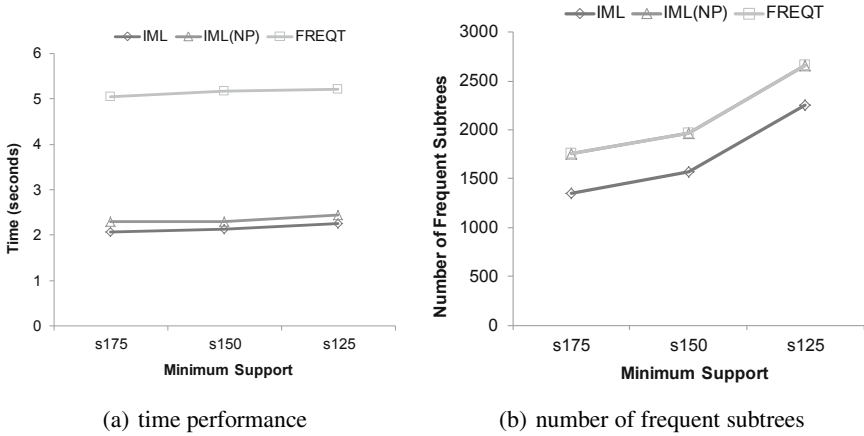 IML IML(NP) FREQT
6
5
4
3
2
1
0
Time (seconds)
s175 s150 s125
Minimum Support
(a) time performance
IML IML(NP) FREQT
3000
2500
2000
1500
1000
500
0
Number of Frequent Subtrees
s175 s150 s125
Minimum Support
(b) number of frequent subtrees